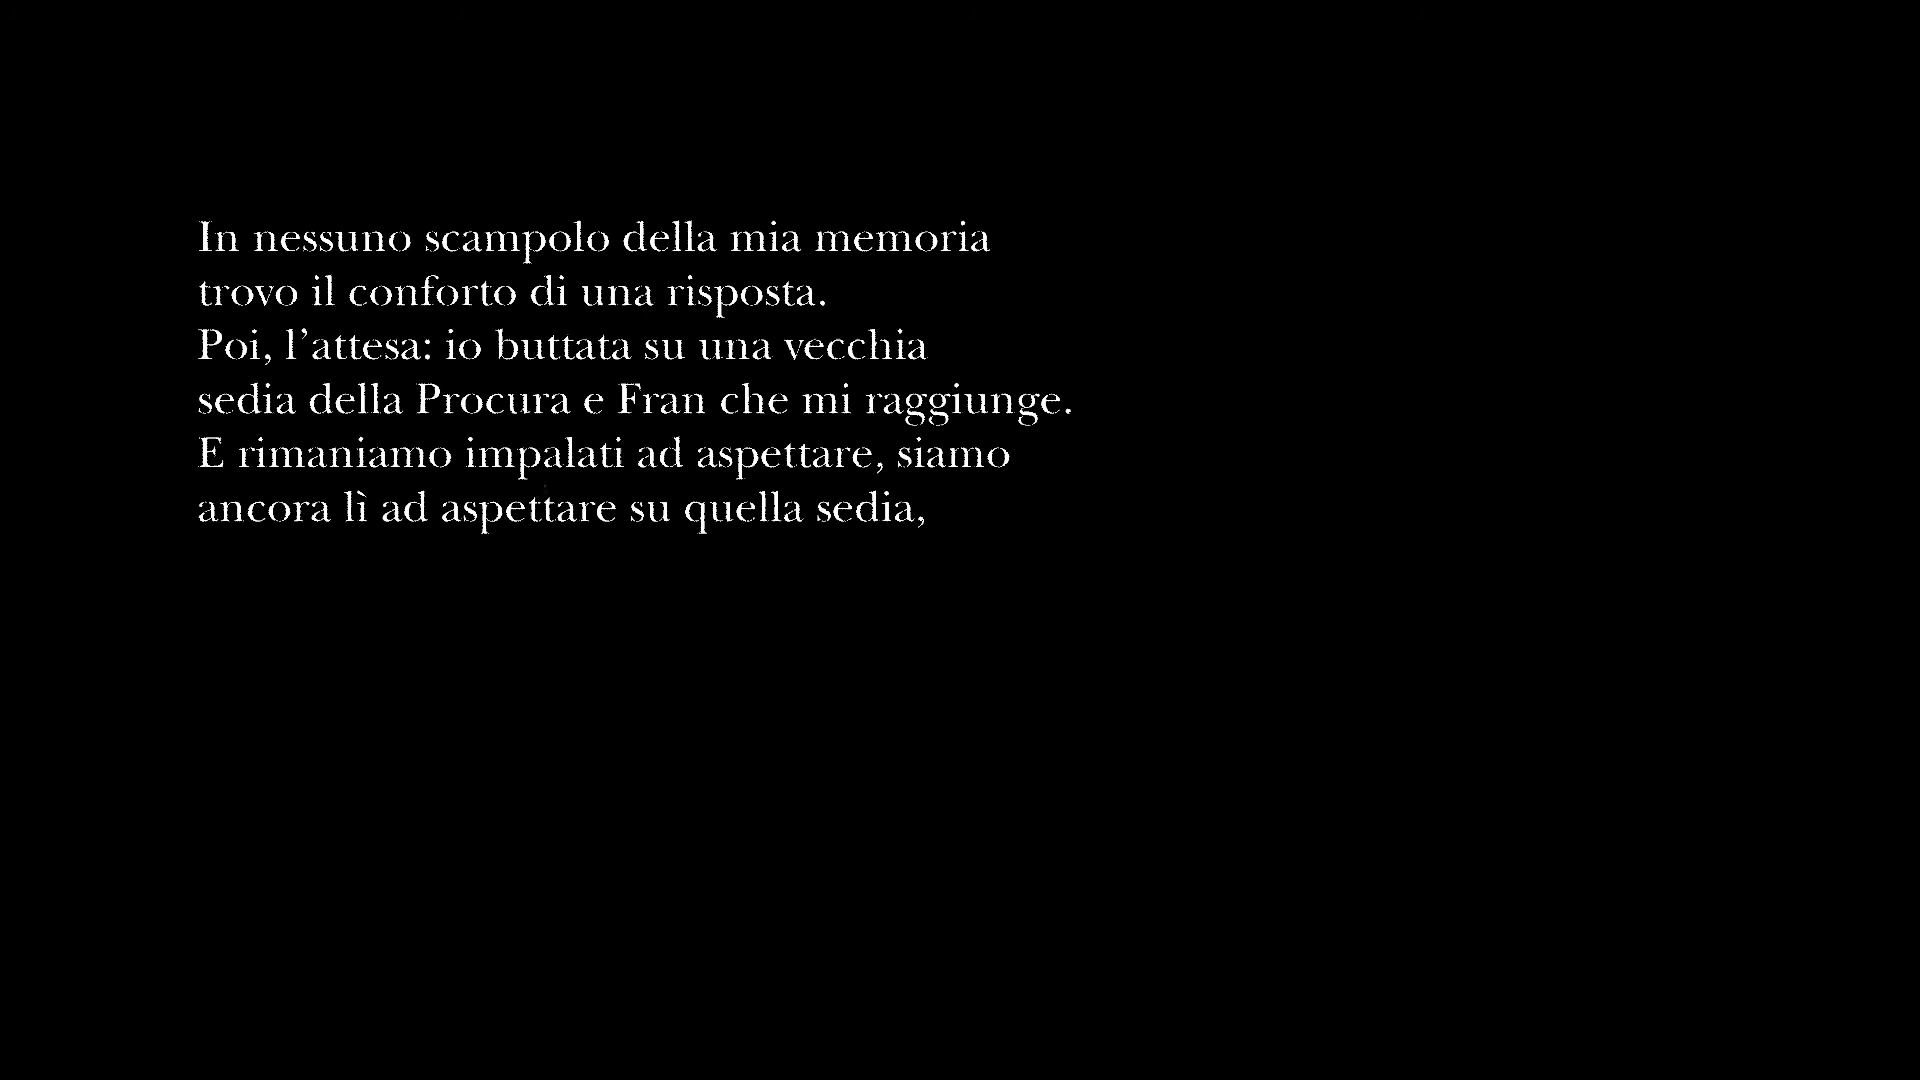 In nessuno scampolo della mia memoria
trovo il conforto di una risposta.
Poi, l’attesa: io buttata su una vecchia
sedia della Procura e Fran che mi raggiunge.
E rimaniamo impalati ad aspettare, siamo
ancora lì ad aspettare su quella sedia,